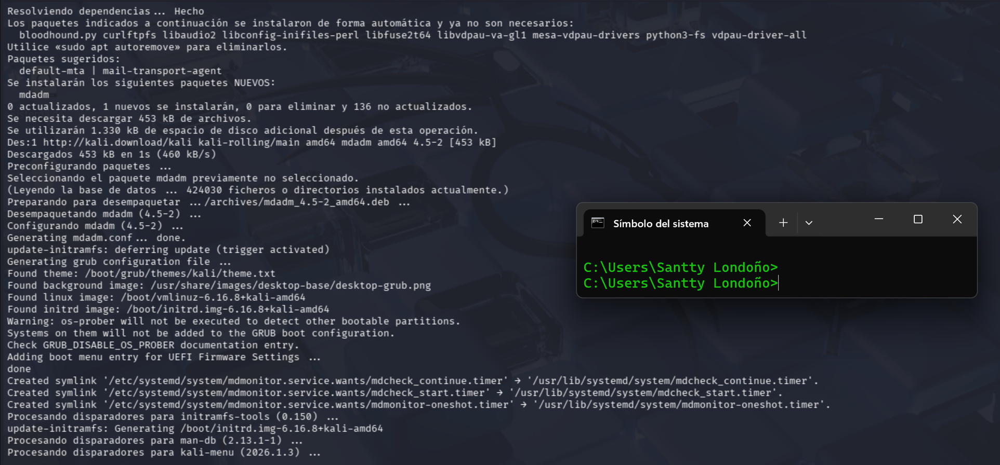 Resolviendo dependencias... Hecho
Los paquetes indicados a continuación se instalaron de forma automática y ya no son necesarios:
  bloodhound.py curlftpfs libaudio2 libconfig-inifiles-perl libfuse2t64 libvdpau-va-gl1 mesa-vdpau-drivers python3-fs vdpau-driver-all
Utilice «sudo apt autoremove» para eliminarlos.
Paquetes sugeridos:
  default-mta | mail-transport-agent
Se instalarán los siguientes paquetes NUEVOS:
  mdadm
0 actualizados, 1 nuevos se instalarán, 0 para eliminar y 136 no actualizados.
Se necesita descargar 453 kB de archivos.
Se utilizarán 1.330 kB de espacio de disco adicional después de esta operación.
Des:1 http://kali.download/kali kali-rolling/main amd64 mdadm amd64 4.5-2 [453 kB]
Descargados 453 kB en 1s (460 kB/s)
Preconfigurando paquetes ...
Seleccionando el paquete mdadm previamente no seleccionado.
(Leyendo la base de datos ... 424030 ficheros o directorios instalados actualmente.)
Preparando para desempaquetar .../archives/mdadm_4.5-2_amd64.deb ...
Desempaquetando mdadm (4.5-2) ...
Configurando mdadm (4.5-2) ...
Generating mdadm.conf... done.
update-initramfs: deferring update (trigger activated)
Generating grub configuration file ...
Found theme: /boot/grub/themes/kali/theme.txt
Found background image: /usr/share/images/desktop-base/desktop-grub.png
Found linux image: /boot/vmlinuz-6.16.8+kali-amd64
Found initrd image: /boot/initrd.img-6.16.8+kali-amd64
Warning: os-prober will not be executed to detect other bootable partitions.
Systems on them will not be added to the GRUB boot configuration.
Check GRUB_DISABLE_OS_PROBER documentation entry.
Adding boot menu entry for UEFI Firmware Settings ...
done
Created symlink '/etc/systemd/system/mdmonitor.service.wants/mdcheck_continue.timer' → '/usr/lib/systemd/system/mdcheck_continue.timer'.
Created symlink '/etc/systemd/system/mdmonitor.service.wants/mdcheck_start.timer' → '/usr/lib/systemd/system/mdcheck_start.timer'.
Created symlink '/etc/systemd/system/mdmonitor.service.wants/mdmonitor-oneshot.timer' → '/usr/lib/systemd/system/mdmonitor-oneshot.timer'.
Procesando disparadores para initramfs-tools (0.150) ...
update-initramfs: Generating /boot/initrd.img-6.16.8+kali-amd64
Procesando disparadores para man-db (2.13.1-1) ...
Procesando disparadores para kali-menu (2026.1.3) ...
Símbolo del sistema
C:\Users\Santty Londoño>
C:\Users\Santty Londoño>